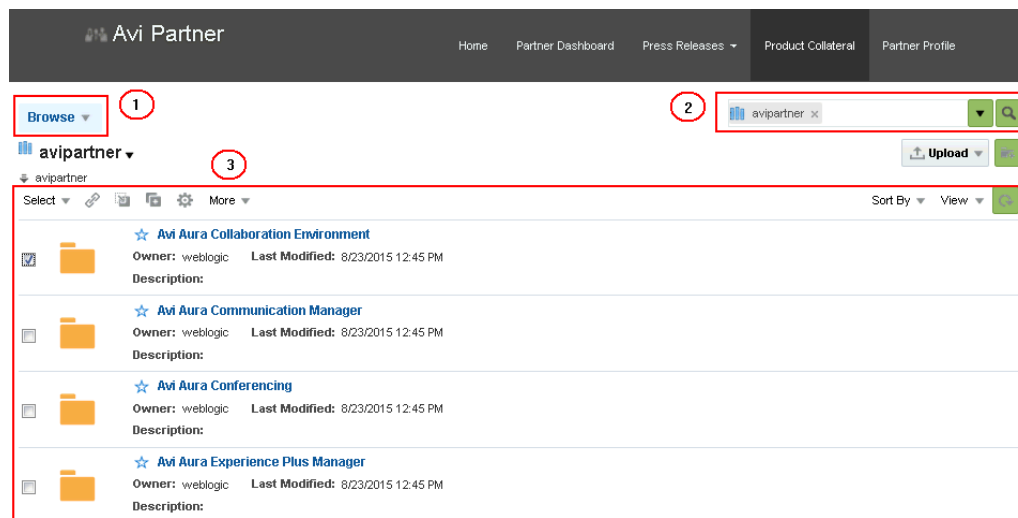 Avi Partner
Home Partner Dashboard Press Releases Product Collateral Partner Profile
Browse 1 2 avipartner x
avipartner Upload
3
avipartner
Select More Sort By View
Avi Aura Collaboration Environment
Owner: weblogic Last Modified: 8/23/2015 12:45 PM
Description:
Avi Aura Communication Manager
Owner: weblogic Last Modified: 8/23/2015 12:45 PM
Description:
Avi Aura Conferencing
Owner: weblogic Last Modified: 8/23/2015 12:45 PM
Description:
Avi Aura Experience Plus Manager
Owner: weblogic Last Modified: 8/23/2015 12:45 PM
Description: